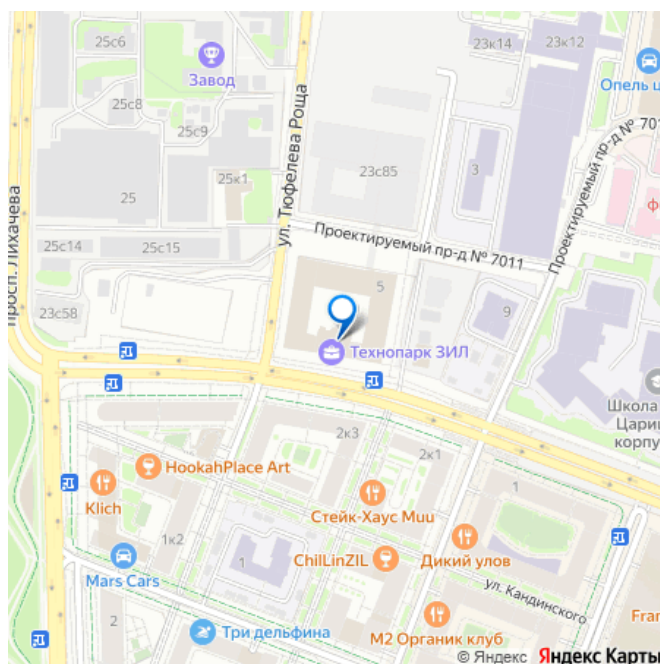 25с6
23к14
23к12
Завод
Опель ц
25с8
25с9
ул. Тюфелева Роща
просп. Лихачева
25
25к1
23с85
3
Проектируемый пр-д № 701
25с14
25с15
Проектируемый пр-д № 7011
23с58
5
9
Технопарк ЗИЛ
Школа
Цари
корпу
2к3
2к1
HookahPlace Art
Klich
Стейк-Хаус Muu
1
1к2
1
ChilLinZIL
Дикий улов
Mars Cars
ул. Кандинского
2
Три дельфина
М2 Органик клуб
Fran
© Яндекс Яндекс Карты